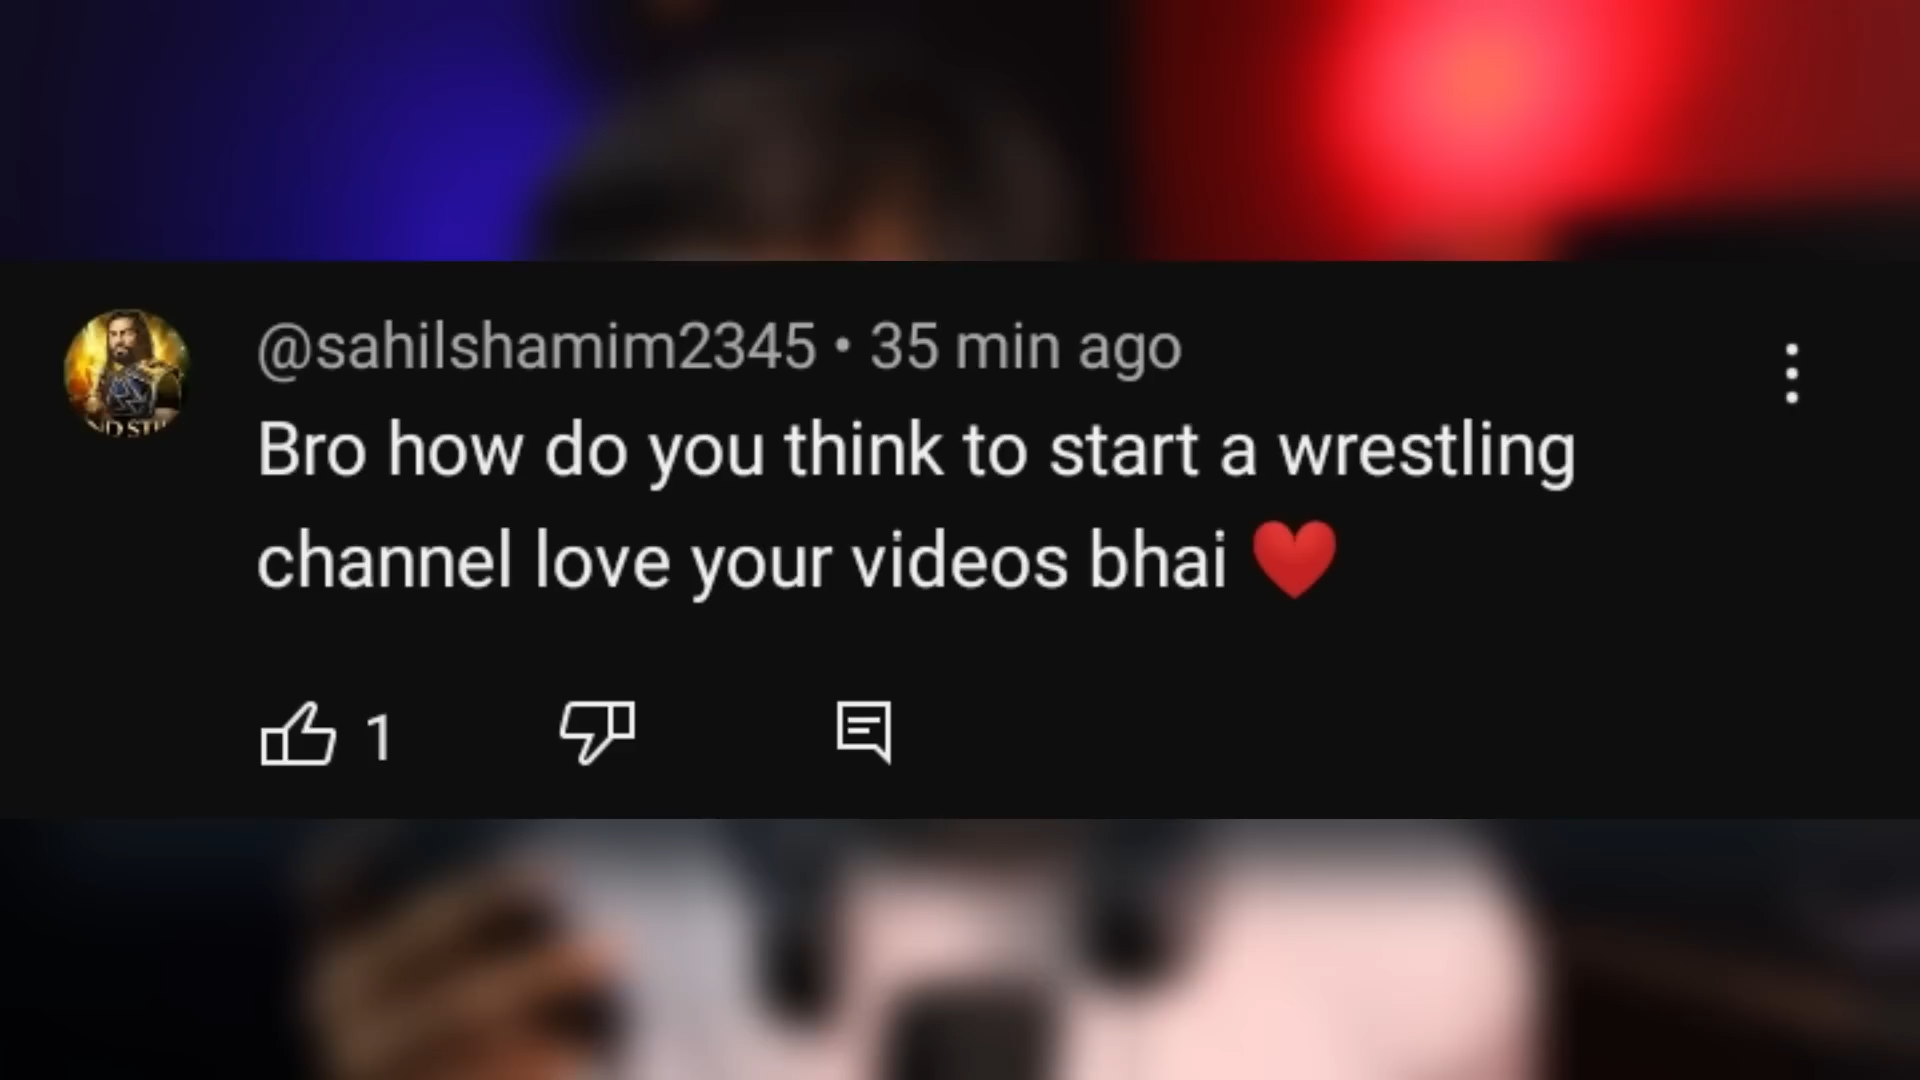 @sahilshamim2345 • 35 min ago
Bro how do you think to start a wrestling
channel love your videos bhai ❤️
1